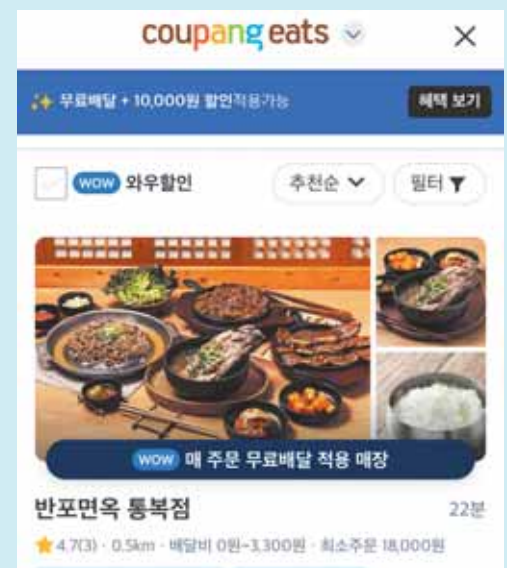 coupang eats
무료배달 + 10,000원 할인적용가능
혜택 보기
wow 와우할인
추천순
필터
wow 매 주문 무료배달 적용 매장
반포면옥 통복점
22분
4.7(3) · 0.5km · 배달비 0원~3,300원 · 최소주문 18,000원